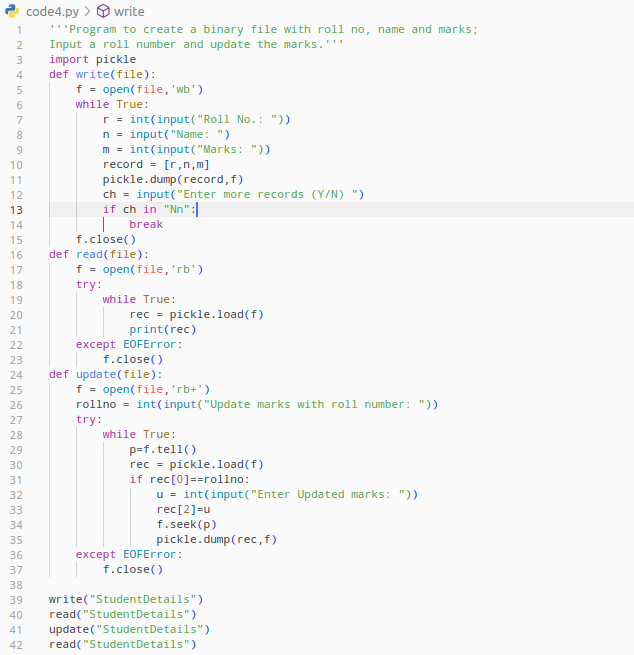 code4.py > write
1 '''Program to create a binary file with roll no, name and marks;
2 Input a roll number and update the marks.'''
3 import pickle
4 def write(file):
5     f = open(file,'wb')
6     while True:
7         r = int(input("Roll No.: "))
8         n = input("Name: ")
9         m = int(input("Marks: "))
10         record = [r,n,m]
11         pickle.dump(record,f)
12         ch = input("Enter more records (Y/N) ")
13         if ch in "Nn":
14             break
15     f.close()
16 def read(file):
17     f = open(file,'rb')
18     try:
19         while True:
20             rec = pickle.load(f)
21             print(rec)
22     except EOFError:
23         f.close()
24 def update(file):
25     f = open(file,'rb+')
26     rollno = int(input("Update marks with roll number: "))
27     try:
28         while True:
29             p=f.tell()
30             rec = pickle.load(f)
31             if rec[0]==rollno:
32                 u = int(input("Enter Updated marks: "))
33                 rec[2]=u
34                 f.seek(p)
35                 pickle.dump(rec,f)
36     except EOFError:
37         f.close()
38
39 write("StudentDetails")
40 read("StudentDetails")
41 update("StudentDetails")
42 read("StudentDetails")